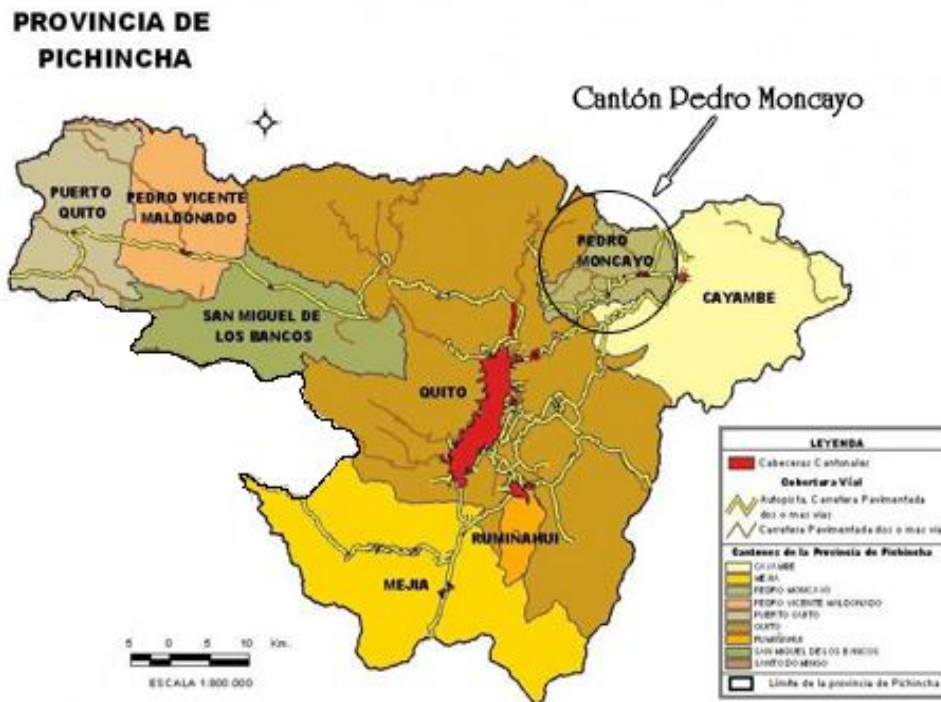 PROVINCIA DE
PICHINCHA
Cantón Pedro Moncayo
PUERTO
QUITO
PEDRO VICENTE
MALDONADO
PEDRO
MONCAYO
CAYAMBE
SAN MIGUEL DE
LOS BANCOS
QUITO
RUMIÑAHUI
MEJIA
5 0 5 10 Km.
ESCALA 1:800.000
LEYENDA
Cabeceras Cantonales
Cobertura Vial
Autopista, Carretera Pavimentada
dos o mas vias
Carretera Pavimentada dos o mas via
Cantones de la Provincia de Pichincha
CAYAMBE
MEJIA
PEDRO MONCAYO
PEDRO VICENTE MALDONADO
PUERTO QUITO
QUITO
RUMIÑAHUI
SAN MIGUEL DE LOS BANCOS
SANTO DOMINGO
Límite de la provincia de Pichincha